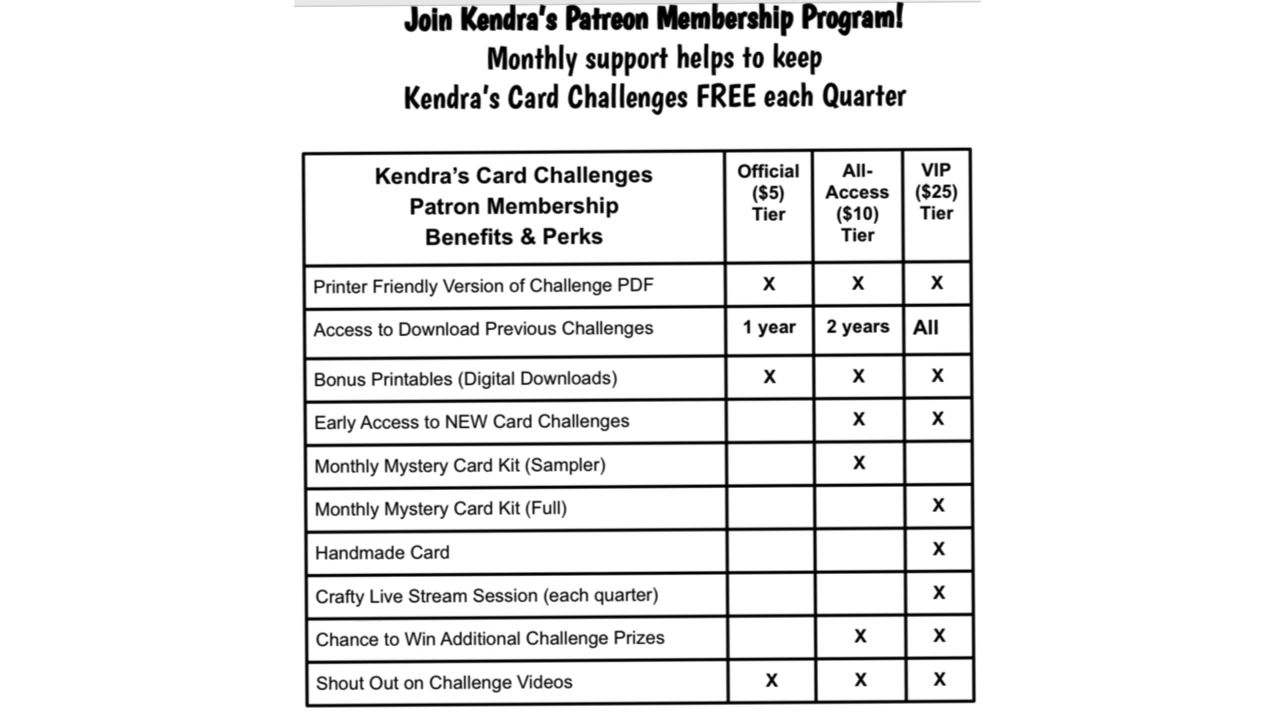 Join Kendra's Patreon Membership Program!
Monthly support helps to keep
Kendra's Card Challenges FREE each Quarter
Kendra's Card Challenges
Patron Membership
Benefits & Perks
Official
($5)
Tier
All-
Access
($10)
Tier
VIP
($25)
Tier
Printer Friendly Version of Challenge PDF X X X
Access to Download Previous Challenges 1 year 2 years All
Bonus Printables (Digital Downloads) X X X
Early Access to NEW Card Challenges X X
Monthly Mystery Card Kit (Sampler) X
Monthly Mystery Card Kit (Full) X
Handmade Card X
Crafty Live Stream Session (each quarter) X
Chance to Win Additional Challenge Prizes X X
Shout Out on Challenge Videos X X X